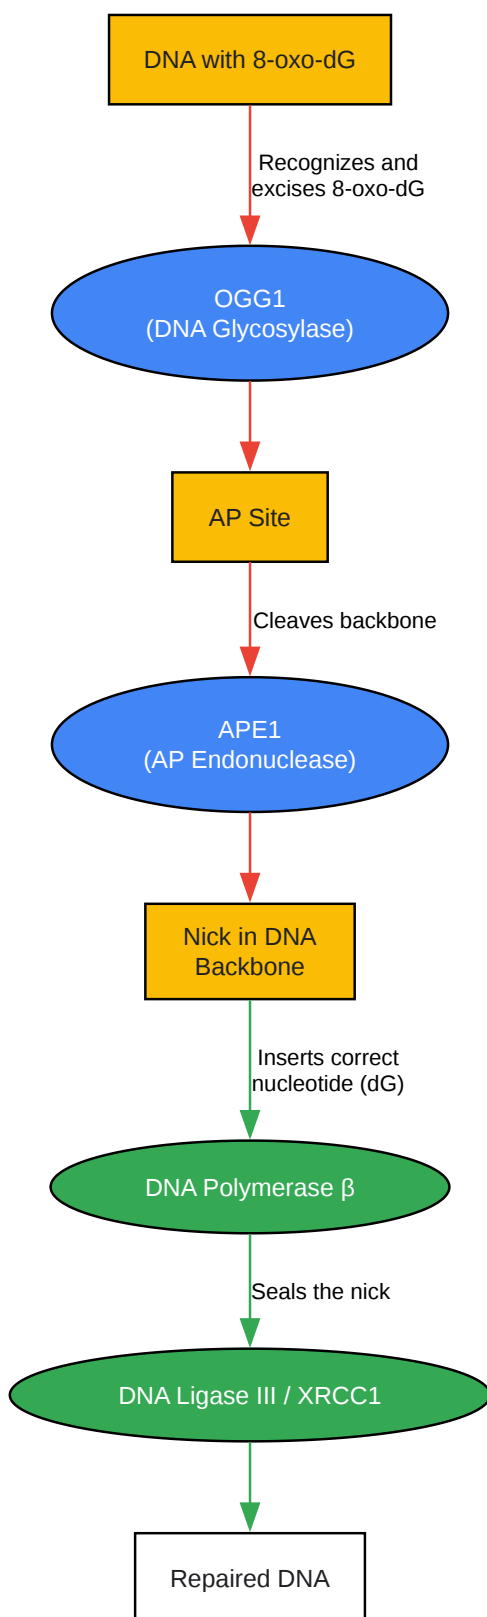 DNA with 8-oxo-dG
Recognizes and
excises 8-oxo-dG
OGG1
(DNA Glycosylase)
AP Site
Cleaves backbone
APE1
(AP Endonuclease)
Nick in DNA
Backbone
Inserts correct
nucleotide (dG)
DNA Polymerase β
Seals the nick
DNA Ligase III / XRCC1
Repaired DNA